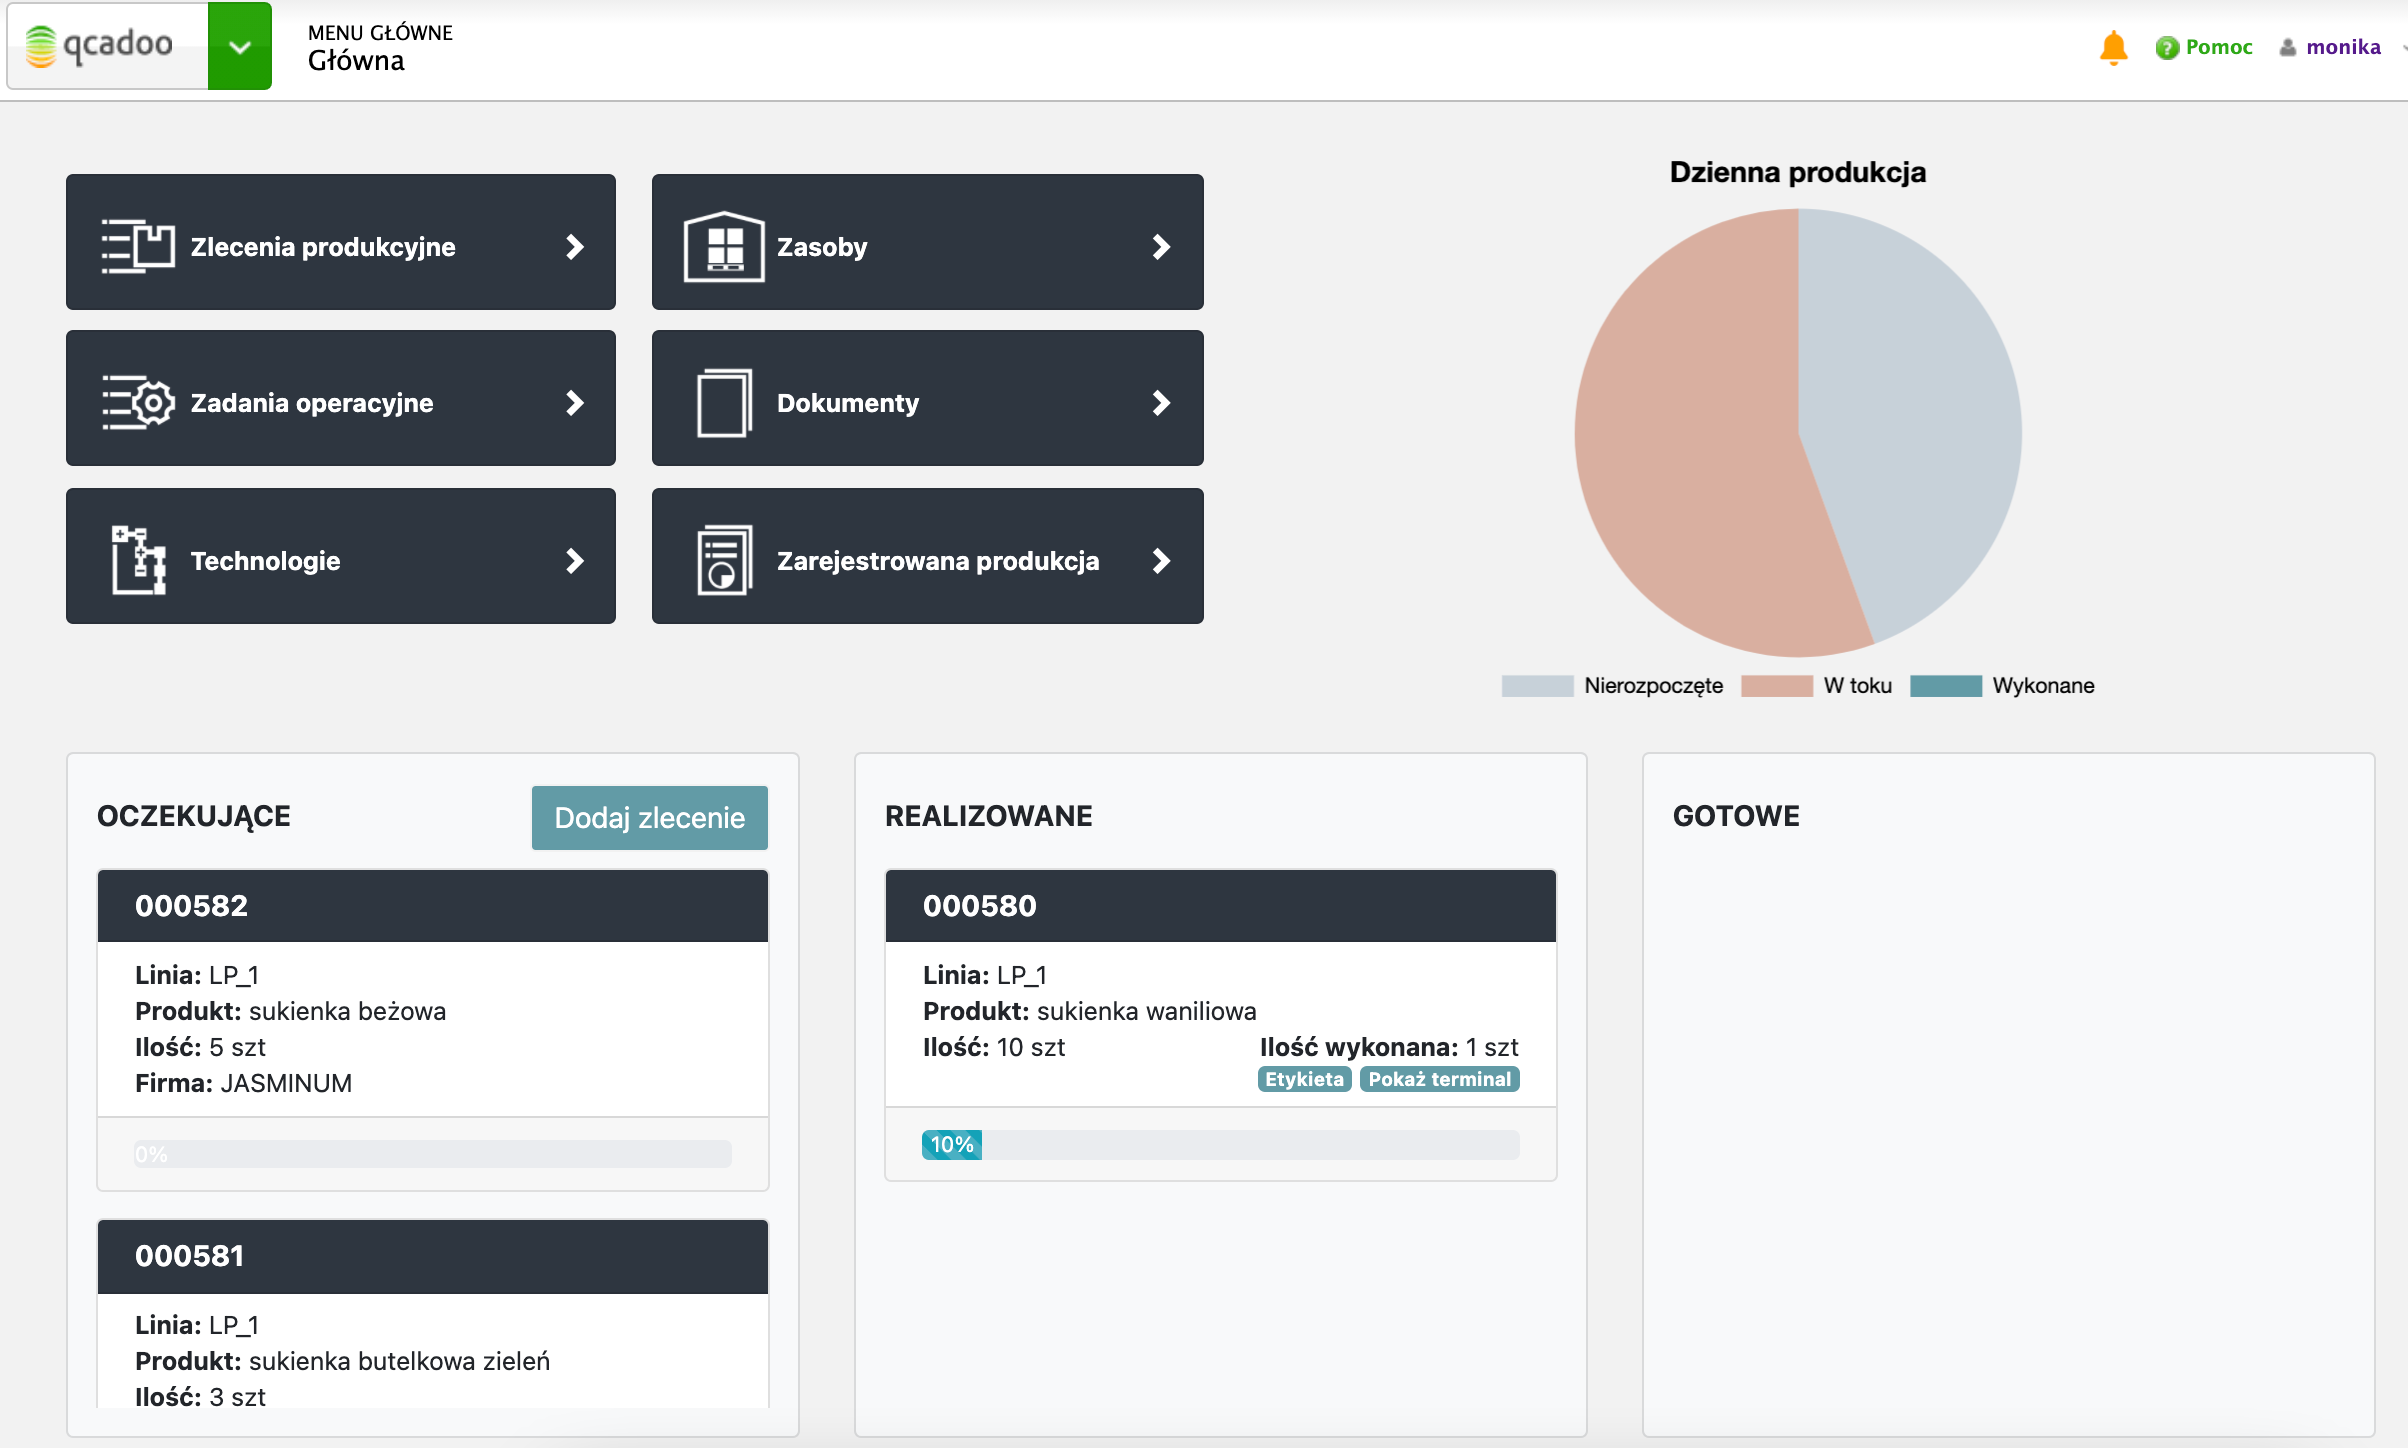 qcadoo
MENU GŁÓWNE
Główna
Pomoc
monika
Zlecenia produkcyjne
Zasoby
Zadania operacyjne
Dokumenty
Technologie
Zarejestrowana produkcja
Dzienna produkcja
Nierozpoczęte W toku Wykonane
OCZEKUJĄCE
Dodaj zlecenie
000582
Linia: LP_1
Produkt: sukienka beżowa
Ilość: 5 szt
Firma: JASMINUM
0%
000581
Linia: LP_1
Produkt: sukienka butelkowa zieleń
Ilość: 3 szt
REALIZOWANE
000580
Linia: LP_1
Produkt: sukienka waniliowa
Ilość: 10 szt Ilość wykonana: 1 szt
Etykieta Pokaż terminal
10%
GOTOWE